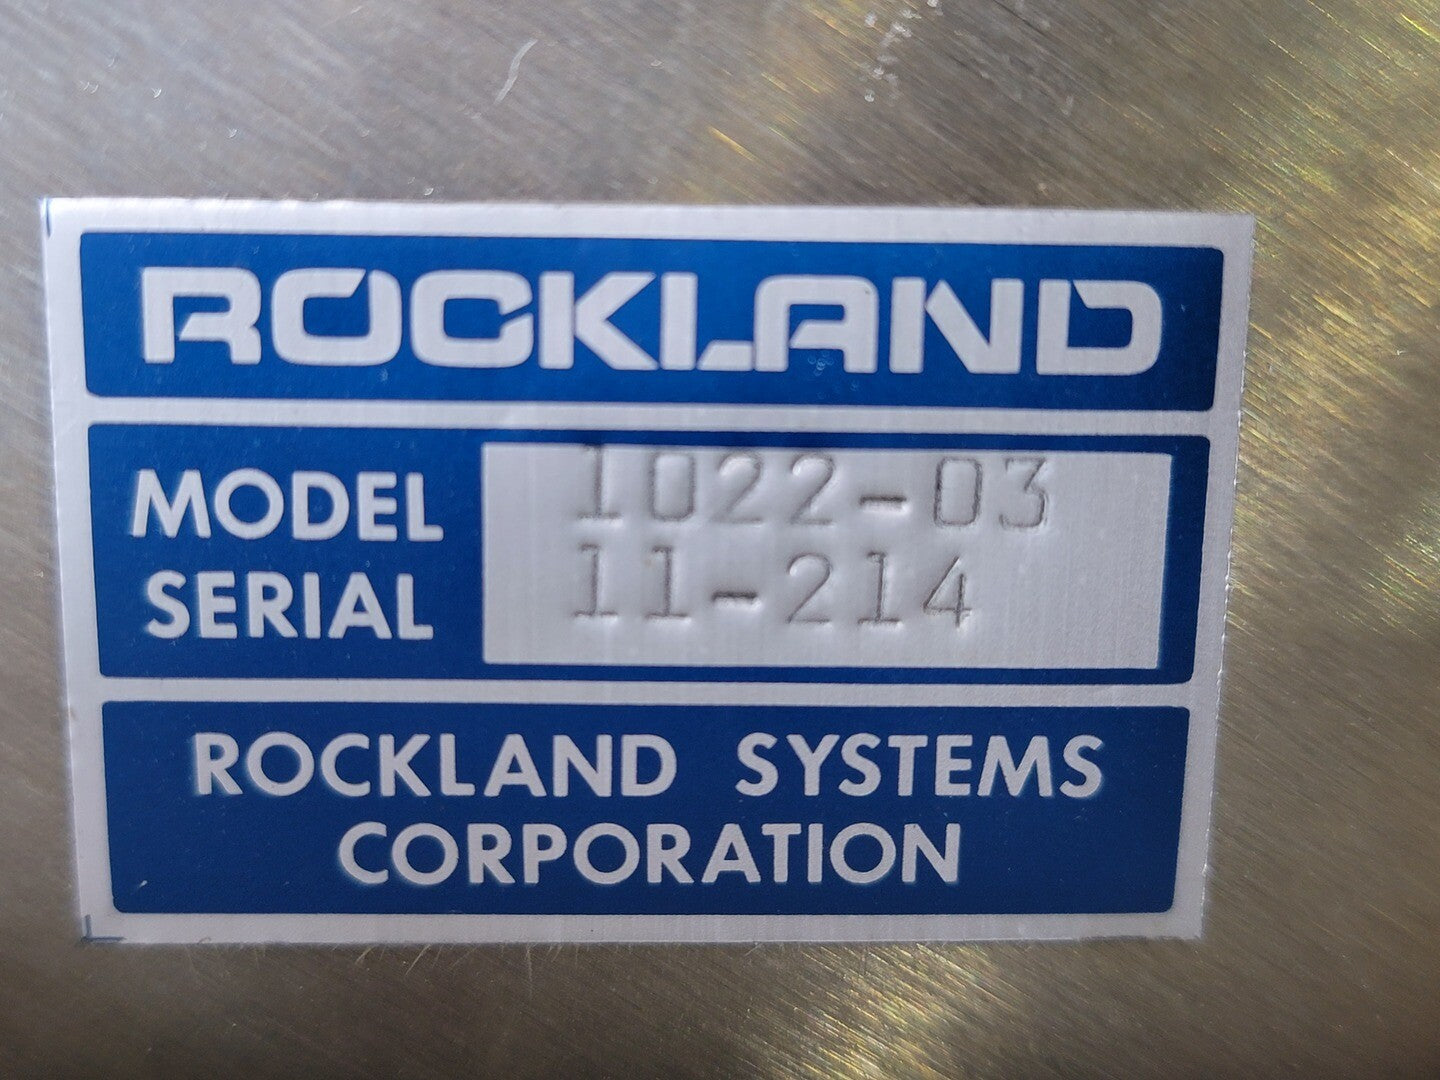 ROCKLAND
MODEL 1022-03
SERIAL 11-214
ROCKLAND SYSTEMS
CORPORATION